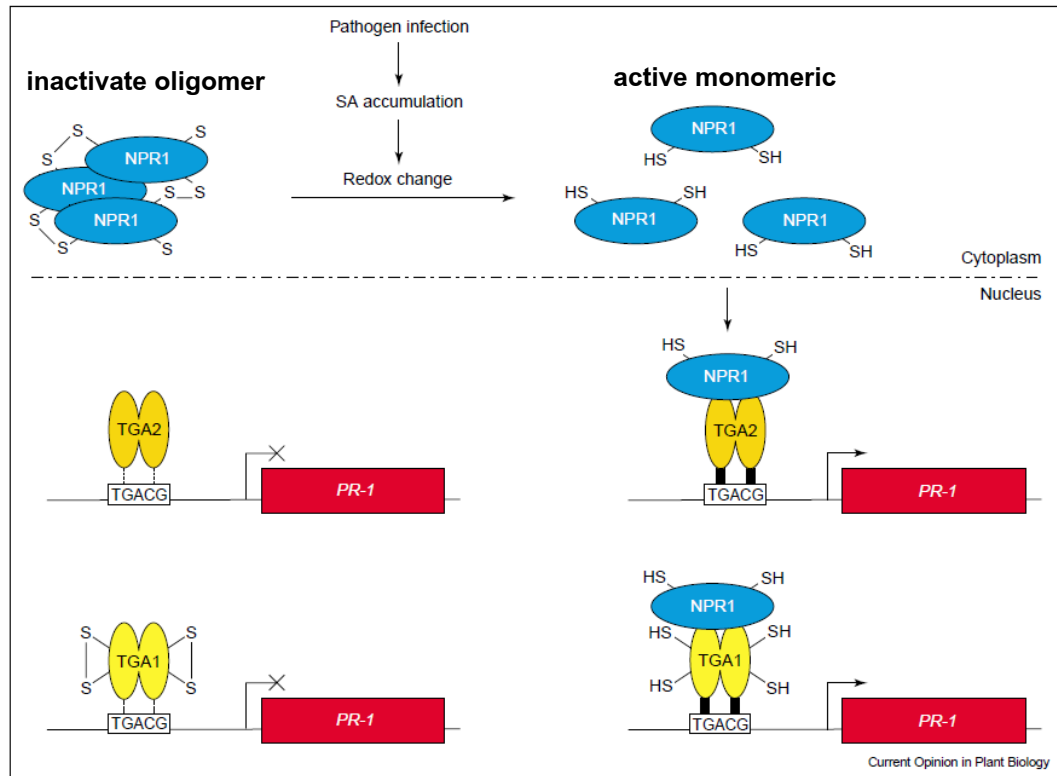 Pathogen infection
inactivate oligomer
active monomeric
SA accumulation
Redox change
S
S
S
NPR1
NPR1
S
S
NPR1
S
S
S
NPR1
HS
SH
HS
SH
NPR1
NPR1
HS
SH
Cytoplasm
Nucleus
HS
SH
NPR1
TGA2
TGACG
PR-1
TGA2
TGACG
PR-1
HS
SH
NPR1
S
S
TGA1
S
S
TGACG
PR-1
HS
SH
TGA1
HS
SH
TGACG
PR-1
Current Opinion in Plant Biology